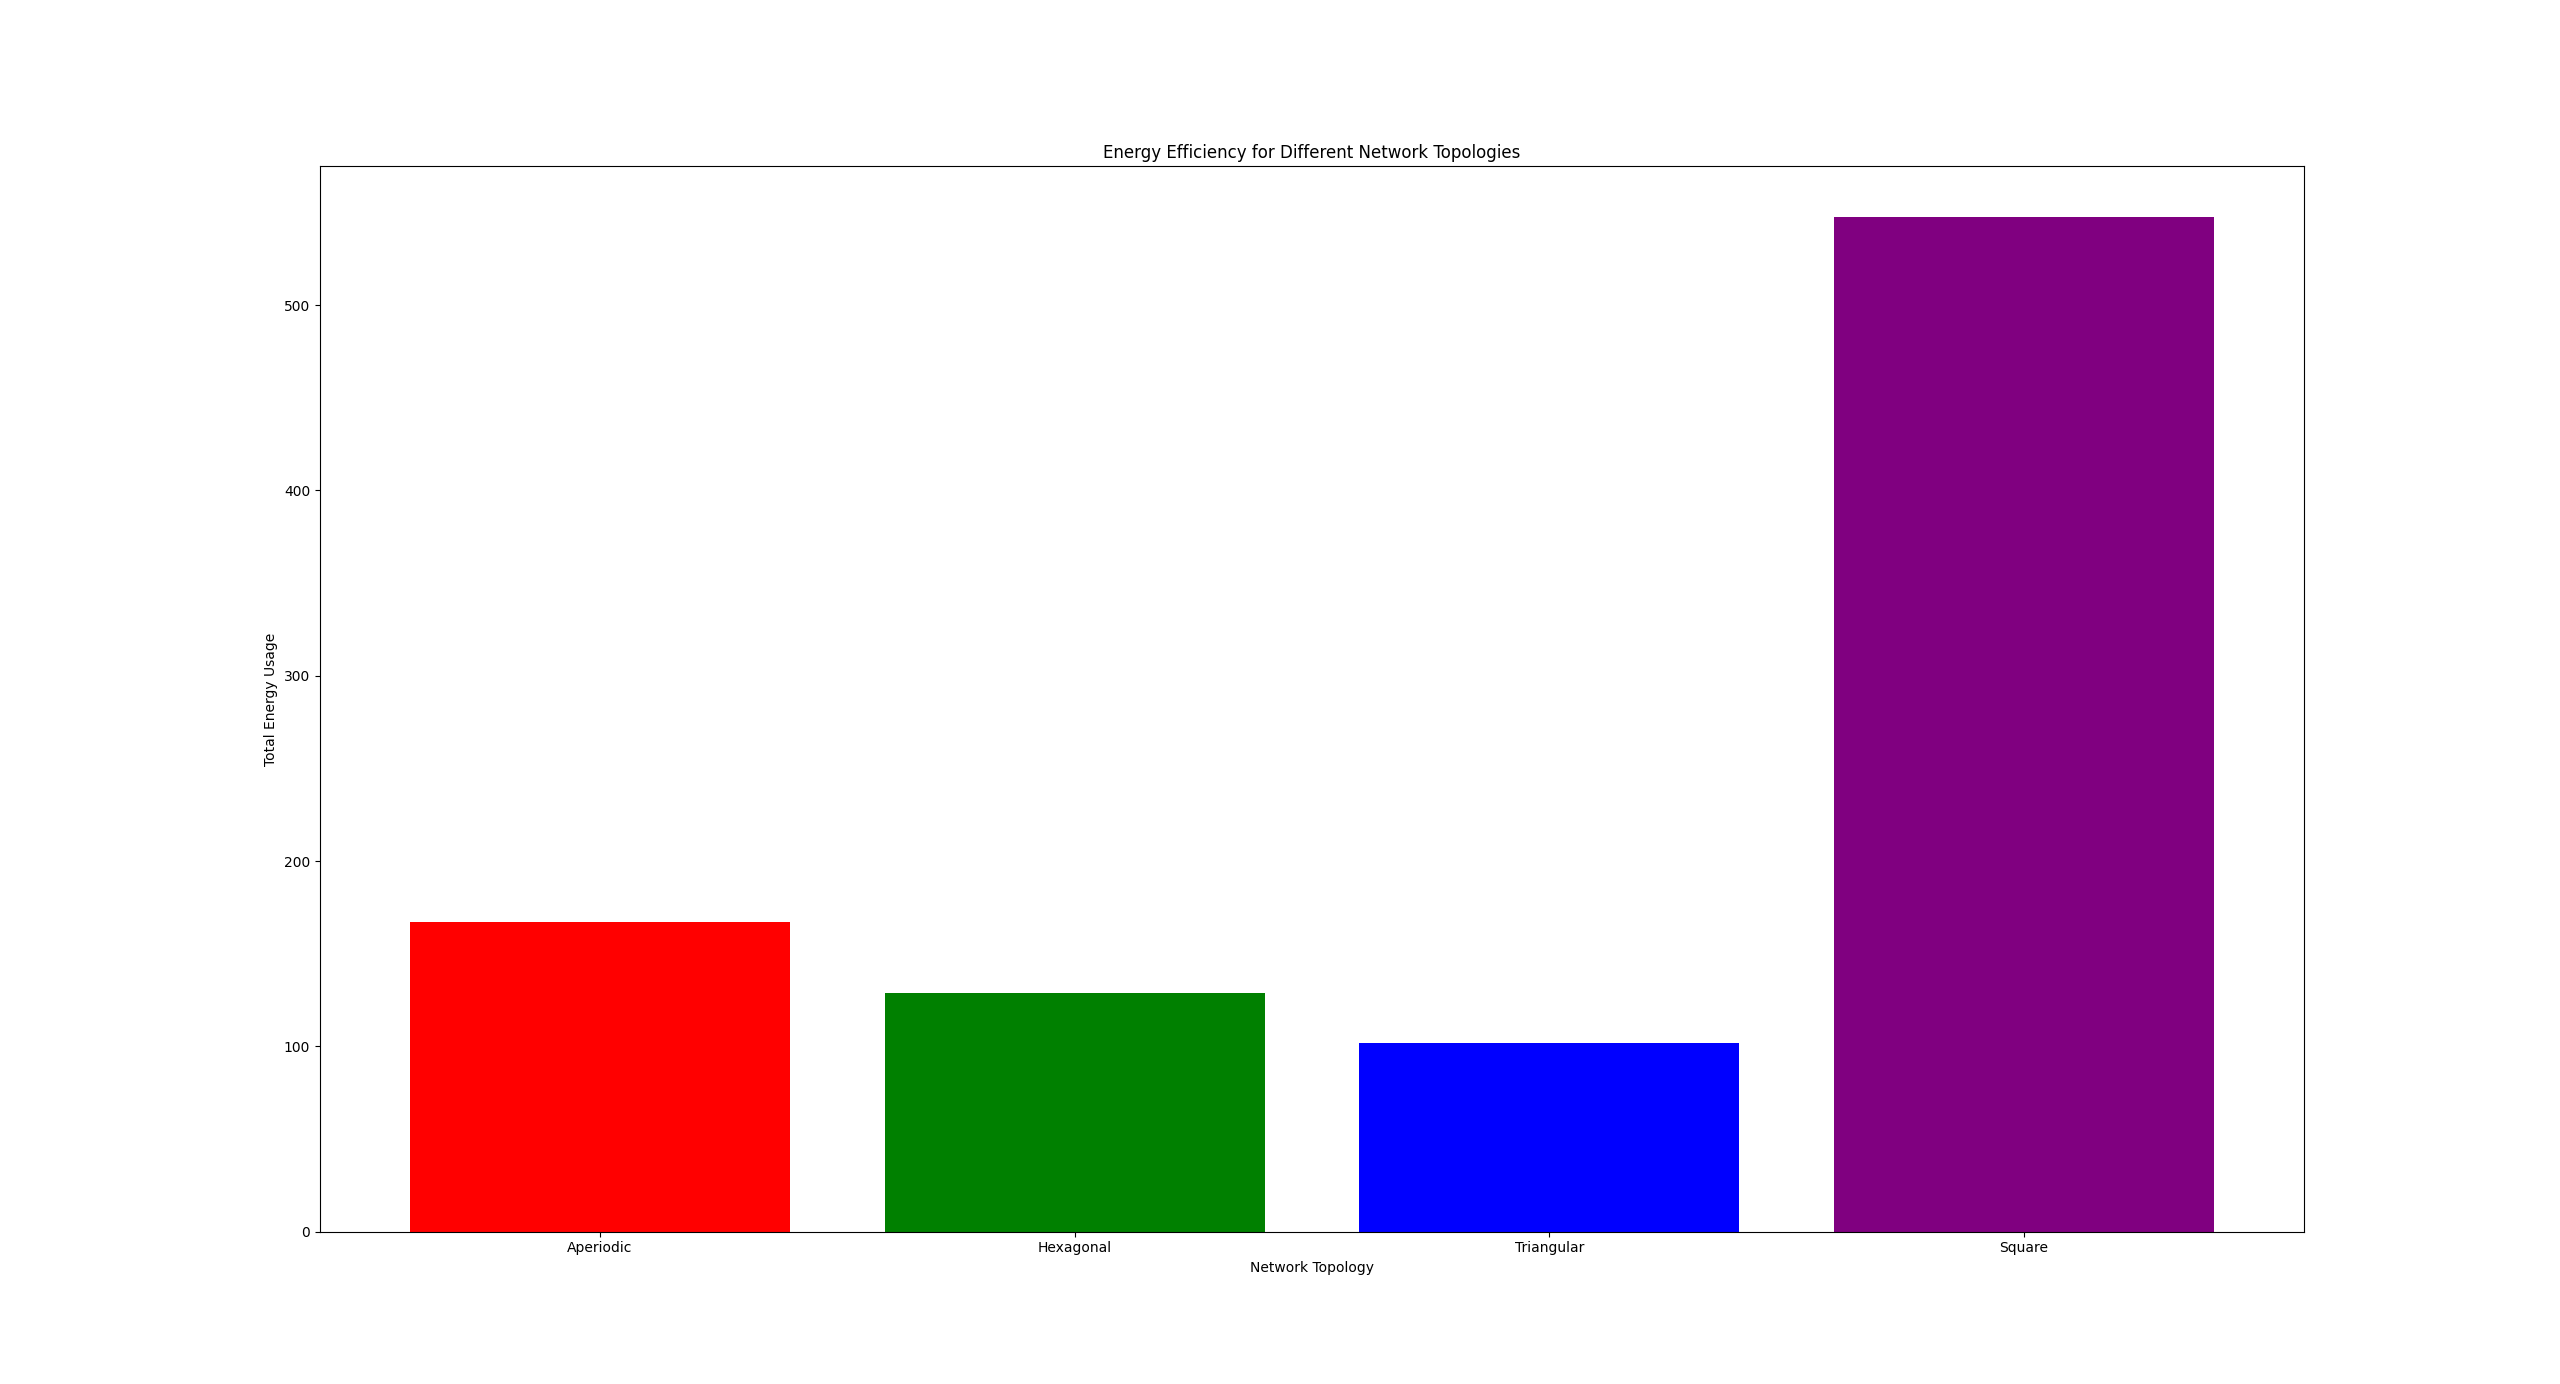 Energy Efficiency for Different Network Topologies
Total Energy Usage
500
400
300
200
100
0
Aperiodic
Hexagonal
Triangular
Square
Network Topology